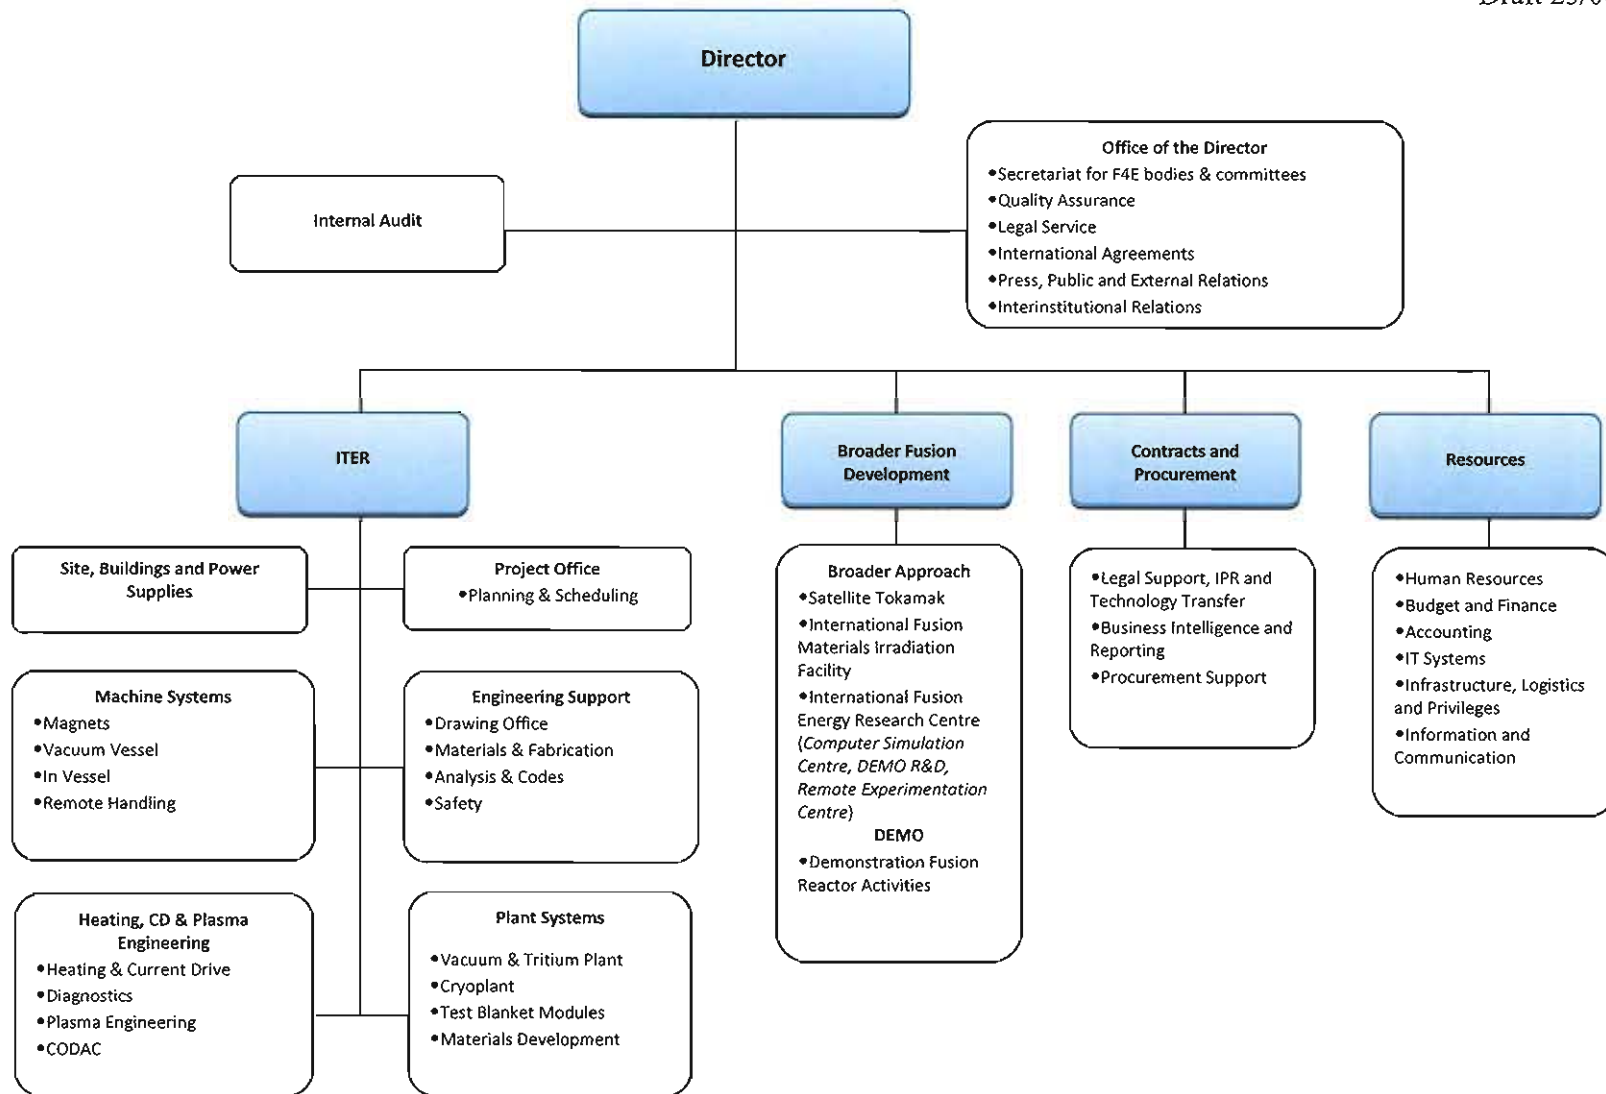 Draft 23/0
Director
Office of the Director
•Secretariat for F4E bodies & committees
•Quality Assurance
•Legal Service
•International Agreements
•Press, Public and External Relations
•Interinstitutional Relations
Internal Audit
ITER
Broader Fusion
Development
Contracts and
Procurement
Resources
Site, Buildings and Power
Supplies
Project Office
•Planning & Scheduling
Machine Systems
•Magnets
•Vacuum Vessel
•In Vessel
•Remote Handling
Engineering Support
•Drawing Office
•Materials & Fabrication
•Analysis & Codes
•Safety
Heating, CD & Plasma
Engineering
•Heating & Current Drive
•Diagnostics
•Plasma Engineering
•CODAC
Plant Systems
•Vacuum & Tritium Plant
•Cryoplant
•Test Blanket Modules
•Materials Development
Broader Approach
•Satellite Tokamak
•International Fusion
Materials Irradiation
Facility
•International Fusion
Energy Research Centre
(Computer Simulation
Centre, DEMO R&D,
Remote Experimentation
Centre)
DEMO
•Demonstration Fusion
Reactor Activities
•Legal Support, IPR and
Technology Transfer
•Business Intelligence and
Reporting
•Procurement Support
•Human Resources
•Budget and Finance
•Accounting
•IT Systems
•Infrastructure, Logistics
and Privileges
•Information and
Communication